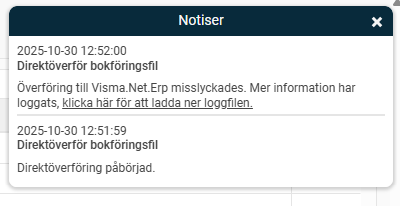 Notiser
2025-10-30 12:52:00
Direktöverför bokföringsfil
Överföring till Visma.Net.Erp misslyckades. Mer information har
loggats, klicka här för att ladda ner loggfilen.
2025-10-30 12:51:59
Direktöverför bokföringsfil
Direktöverföring påbörjad.